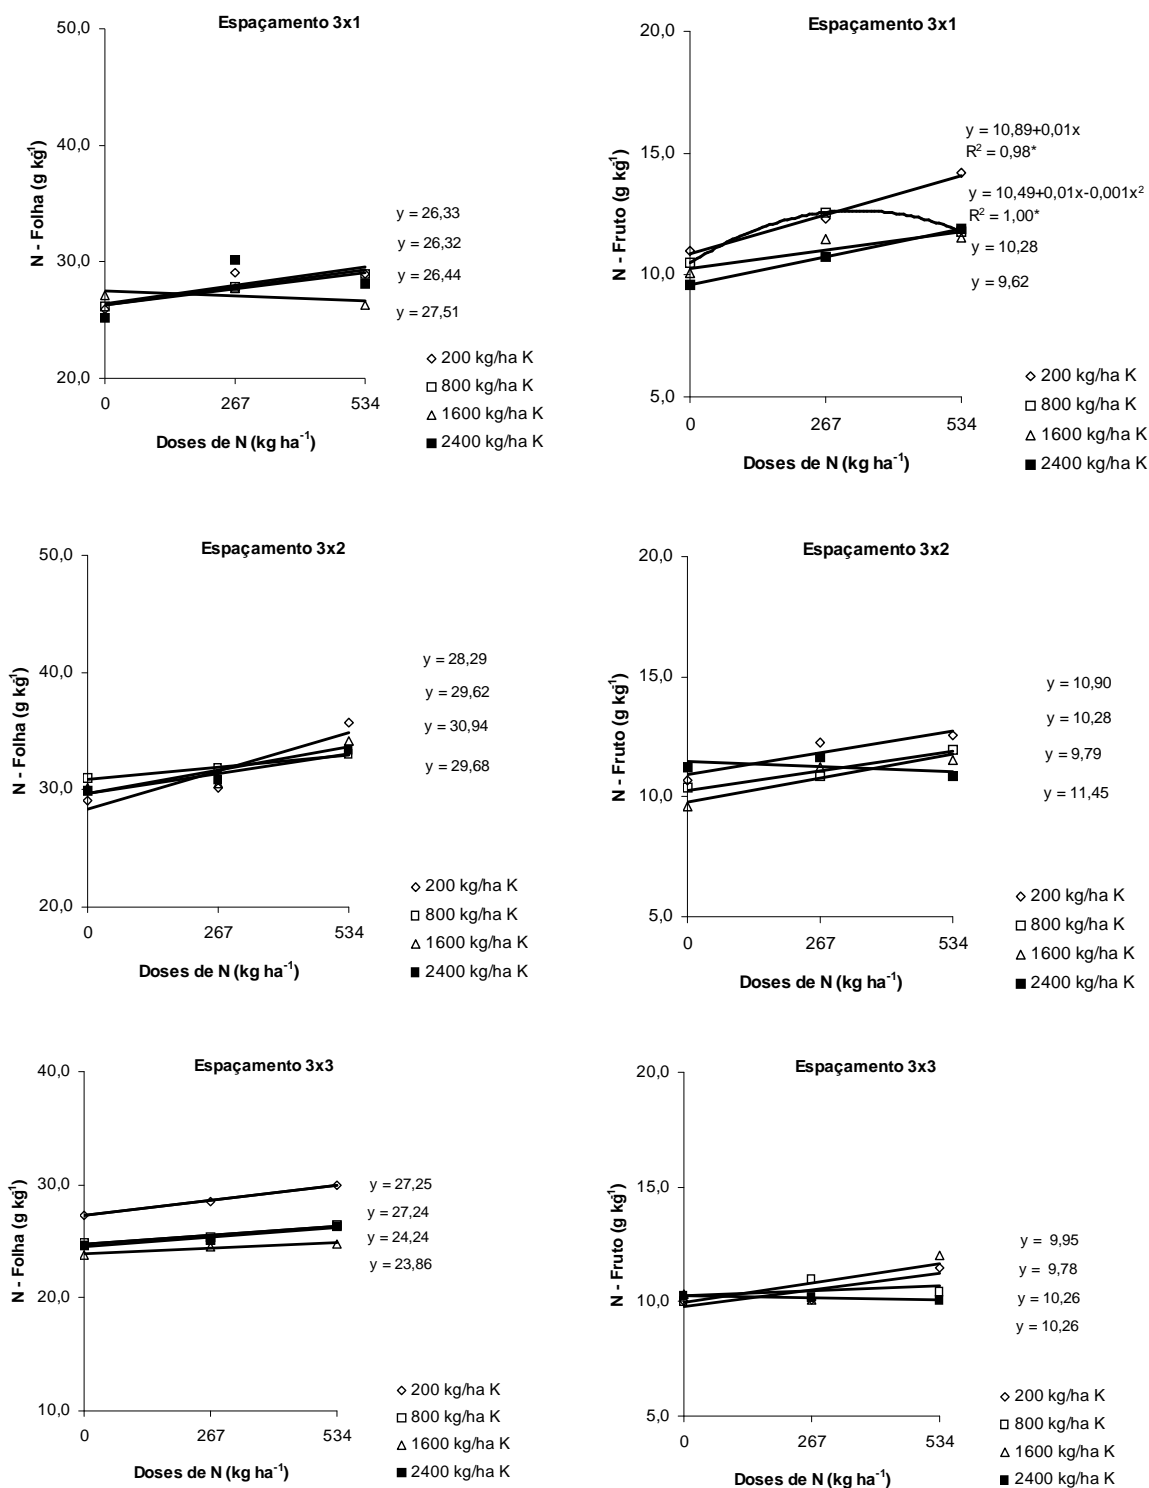 Espaçamento 3x1
50,0
40,0
30,0
20,0
N - Folha (g kg-1)
0
267
534
Doses de N (kg ha-1)
y = 26,33
y = 26,32
y = 26,44
y = 27,51
200 kg/ha K
800 kg/ha K
1600 kg/ha K
2400 kg/ha K
Espaçamento 3x1
20,0
15,0
10,0
5,0
N - Fruto (g kg-1)
0
267
534
Doses de N (kg ha-1)
y = 10,89+0,01x
R2 = 0,98*
y = 10,49+0,01x-0,001x2
R2 = 1,00*
y = 10,28
y = 9,62
200 kg/ha K
800 kg/ha K
1600 kg/ha K
2400 kg/ha K
Espaçamento 3x2
50,0
40,0
30,0
20,0
N - Folha (g kg-1)
0
267
534
Doses de N (kg ha-1)
y = 28,29
y = 29,62
y = 30,94
y = 29,68
200 kg/ha K
800 kg/ha K
1600 kg/ha K
2400 kg/ha K
Espaçamento 3x2
20,0
15,0
10,0
5,0
N - Fruto (g kg-1)
0
267
534
Doses de N (kg ha-1)
y = 10,90
y = 10,28
y = 9,79
y = 11,45
200 kg/ha K
800 kg/ha K
1600 kg/ha K
2400 kg/ha K
Espaçamento 3x3
40,0
30,0
20,0
10,0
N - Folha (g kg-1)
0
267
534
Doses de N (kg ha-1)
y = 27,25
y = 27,24
y = 24,24
y = 23,86
200 kg/ha K
800 kg/ha K
1600 kg/ha K
2400 kg/ha K
Espaçamento 3x3
20,0
15,0
10,0
5,0
N - Fruto (g kg-1)
0
267
534
Doses de N (kg ha-1)
y = 9,95
y = 9,78
y = 10,26
y = 10,26
200 kg/ha K
800 kg/ha K
1600 kg/ha K
2400 kg/ha K